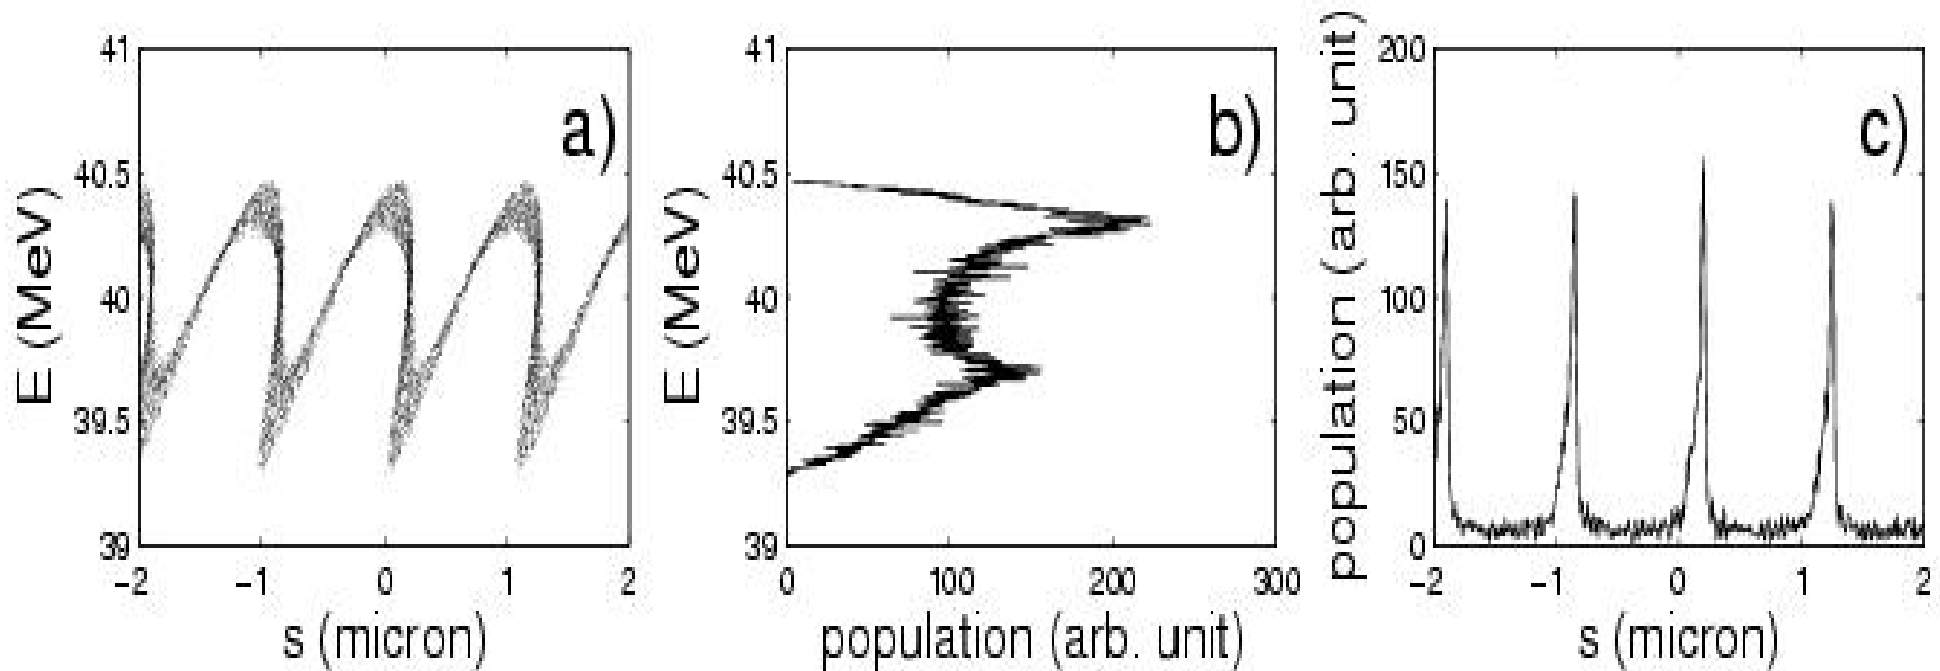 a)
E (MeV)
41
40.5
40
39.5
39
−2 −1 0 1 2
s (micron)
b)
E (MeV)
41
40.5
40
39.5
39
0 100 200 300
population (arb. unit)
c)
population (arb. unit)
200
150
100
50
0
−2 −1 0 1 2
s (micron)